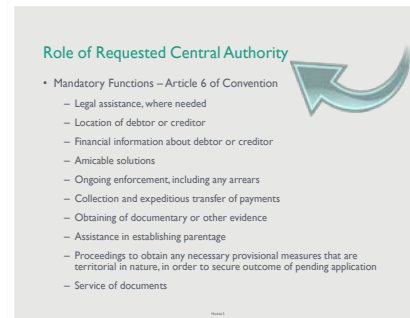 Role of Requested Central Authority
• Mandatory Functions – Article 6 of Convention
– Legal assistance, where needed
– Location of debtor or creditor
– Financial information about debtor or creditor
– Amicable solutions
– Ongoing enforcement, including any arrears
– Collection and expeditious transfer of payments
– Obtaining of documentary or other evidence
– Assistance in establishing parentage
– Proceedings to obtain any necessary provisional measures that are
territorial in nature, in order to secure outcome of pending application
– Service of documents